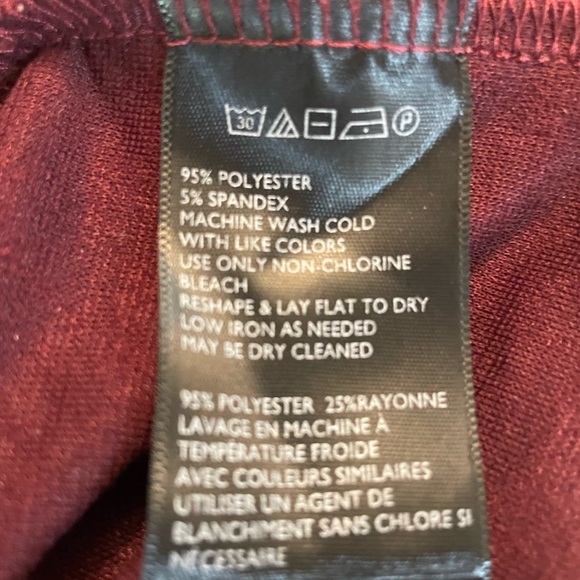 30 P
95% POLYESTER
5% SPANDEX
MACHINE WASH COLD
WITH LIKE COLORS
USE ONLY NON-CHLORINE
BLEACH
RESHAPE & LAY FLAT TO DRY
LOW IRON AS NEEDED
MAY BE DRY CLEANED
95% POLYESTER 25%RAYONNE
LAVAGE EN MACHINE À
TEMPÉRATURE FROIDE
AVEC COULEURS SIMILAIRES
UTILISER UN AGENT DE
BLANCHIMENT SANS CHLORE SI
NÉCESSAIRE